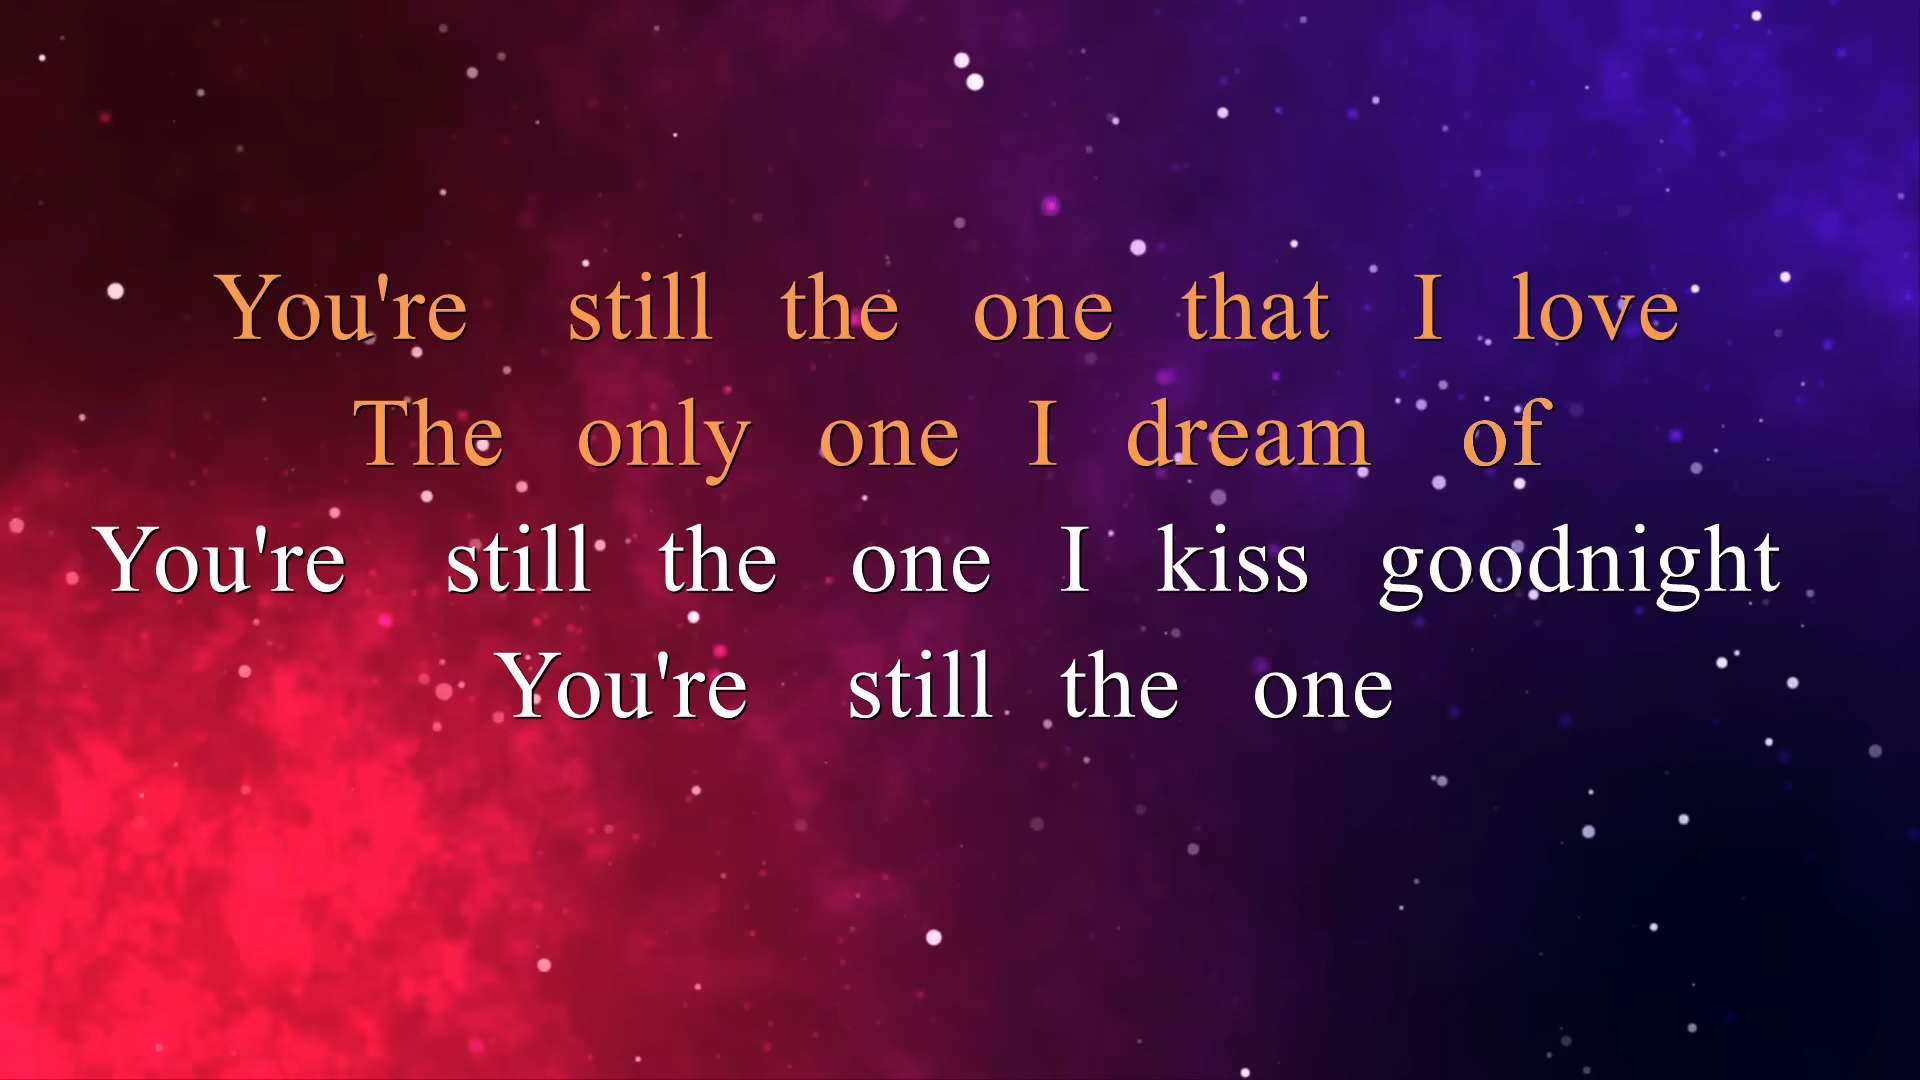 You're still the one that I love
The only one I dream of
You're still the one I kiss goodnight
You're still the one